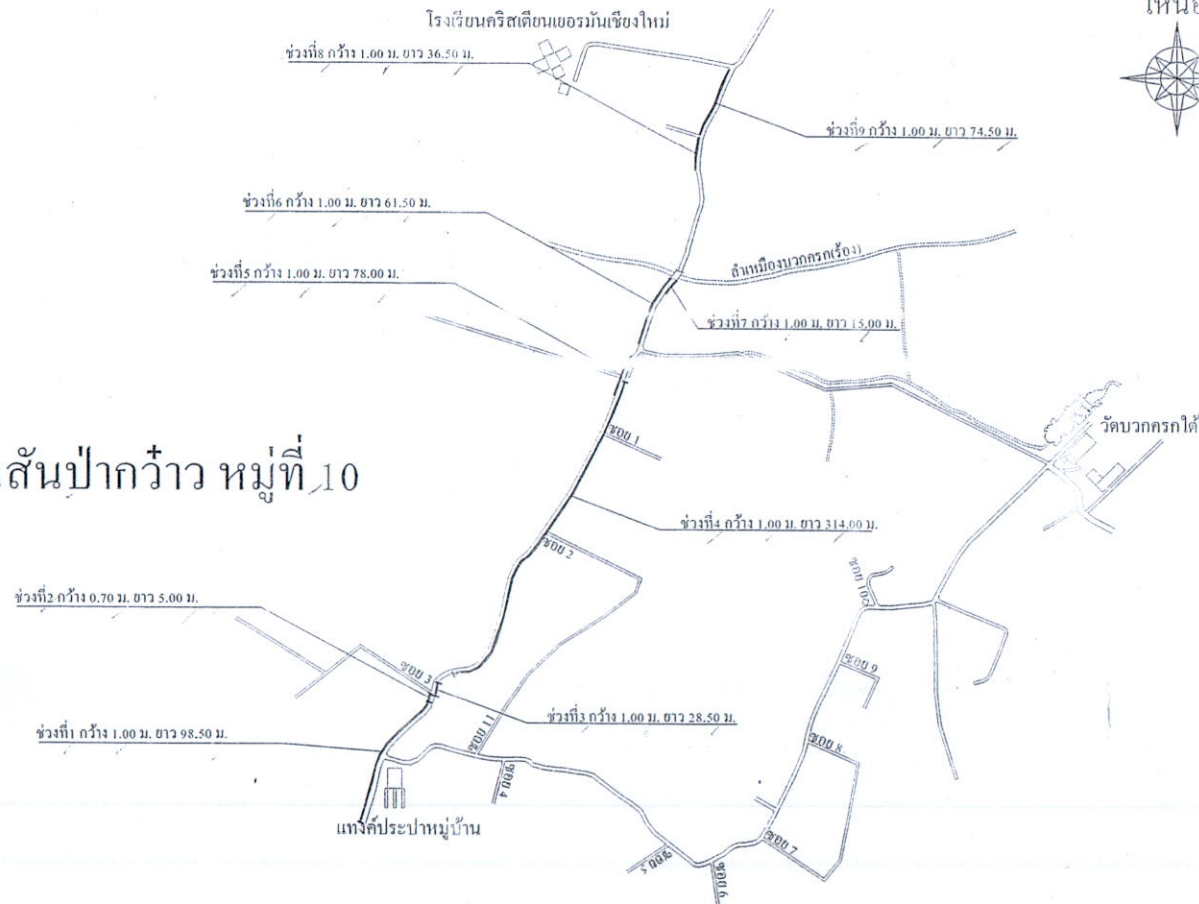 โรงเรียนคริสเตียนเยอรมันเชียงใหม่
ช่วงที่8 กว้าง 1.00 ม. ยาว 36.50 ม.
ช่วงที่9 กว้าง 1.00 ม. ยาว 74.50 ม.
ช่วงที่6 กว้าง 1.00 ม. ยาว 61.50 ม.
ลำเหมืองบวกครก(ร้อง)
ช่วงที่5 กว้าง 1.00 ม. ยาว 78.00 ม.
ช่วงที่7 กว้าง 1.00 ม. ยาว 15.00 ม.
วัดบวกครกใต้
ซอย 1
สันป่ากว๋าว หมู่ที่ 10
ช่วงที่4 กว้าง 1.00 ม. ยาว 314.00 ม.
ซอย 2
ซอย 10
ช่วงที่2 กว้าง 0.70 ม. ยาว 5.00 ม.
ซอย 3
ซอย 9
ช่วงที่3 กว้าง 1.00 ม. ยาว 28.50 ม.
ช่วงที่1 กว้าง 1.00 ม. ยาว 98.50 ม.
ซอย 11
ซอย 8
ซอย 4
แทงค์ประปาหมู่บ้าน
ซอย 7
ซอย 5
ซอย 6